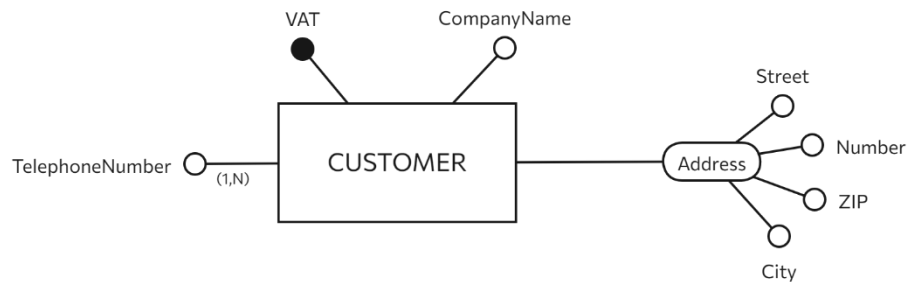 VAT
CompanyName
Street
TelephoneNumber
(1,N)
CUSTOMER
Address
Number
ZIP
City